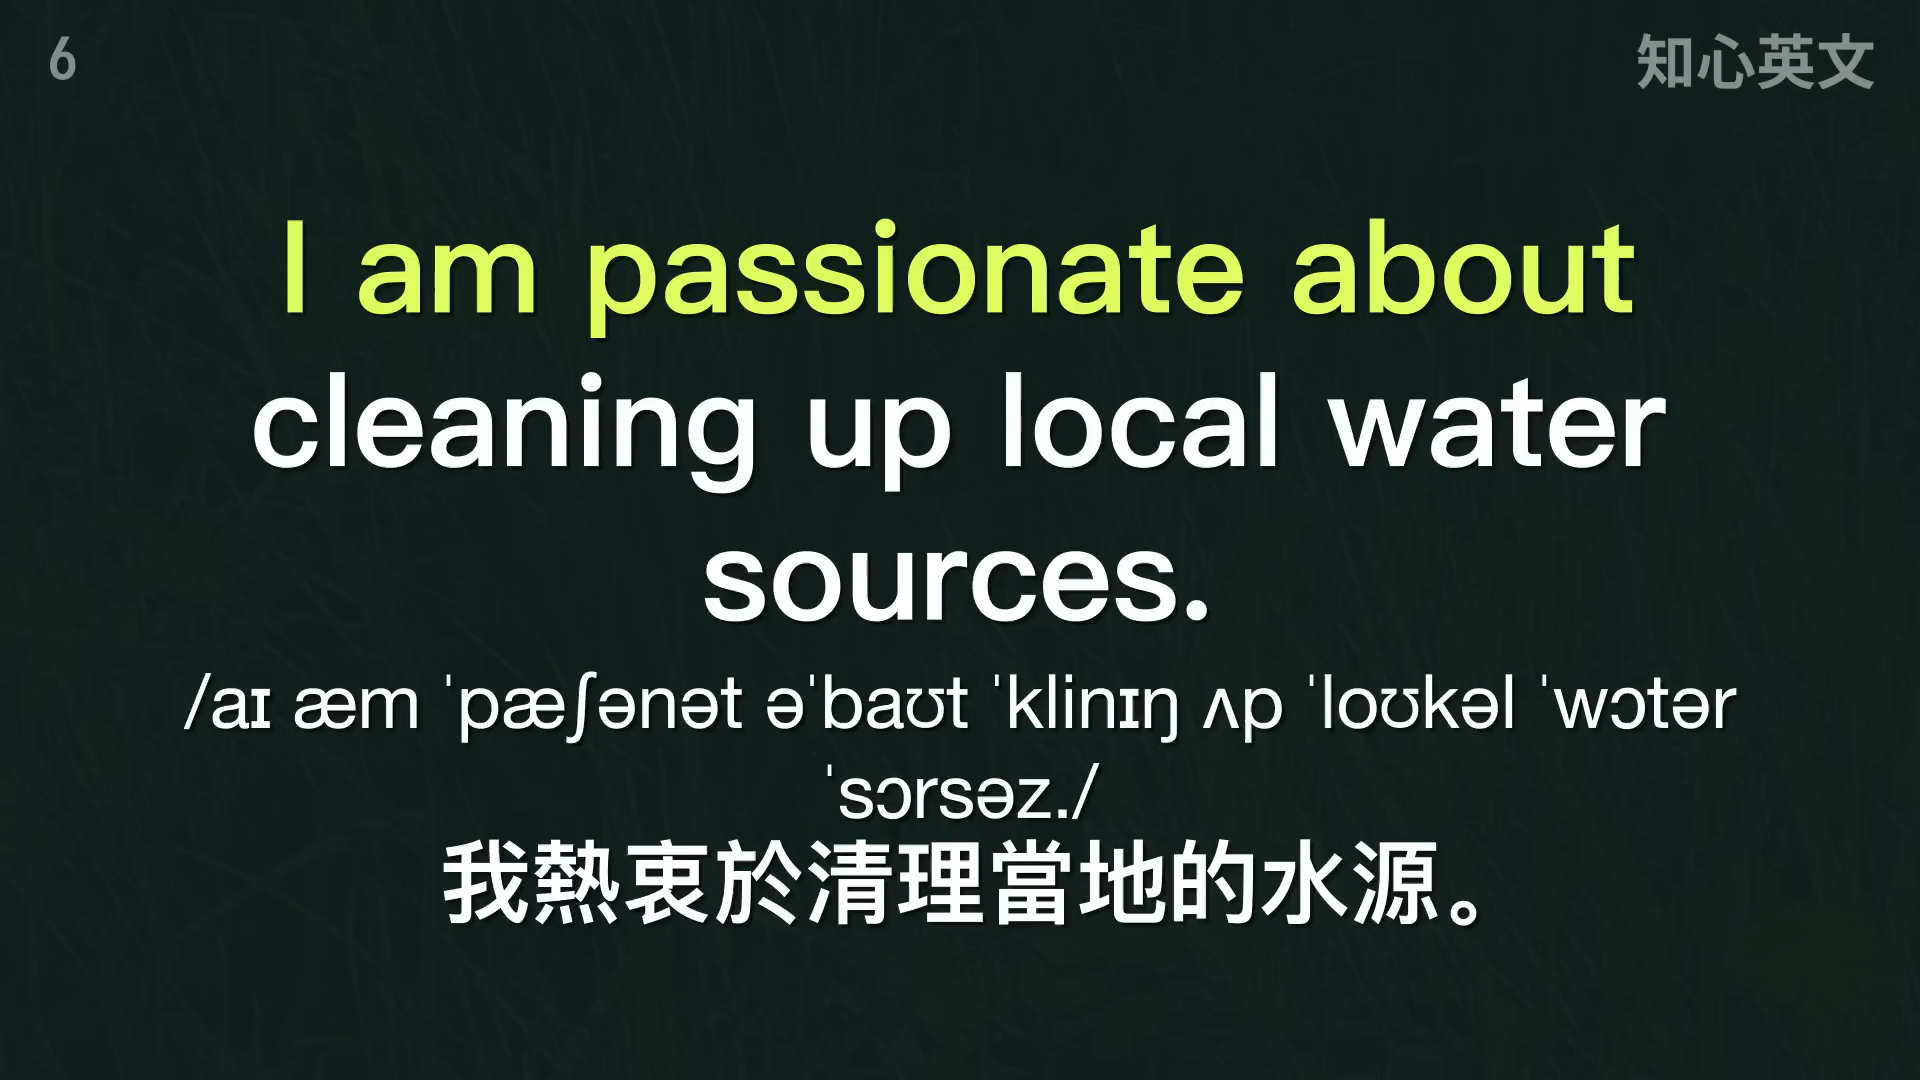 6
知心英文
I am passionate about
cleaning up local water
sources.
/aɪ æm ˈpæʃənət əˈbaʊt ˈklinɪŋ ʌp ˈloʊkəl ˈwɔtər
ˈsɔrsəz./
我熱衷於清理當地的水源。